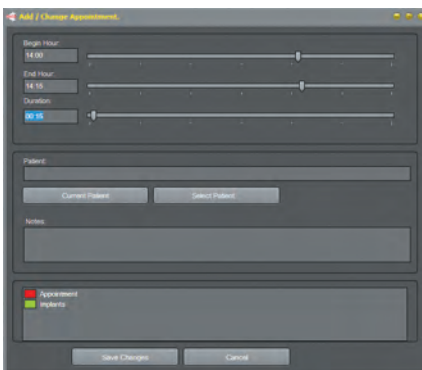 Add / Change Appointment.
Begin Hour:
14:00
End Hour:
14:15
Duration:
00:15
Patient:
Current Patient Select Patient
Notes:
Appointment
Implants
Save Changes Cancel